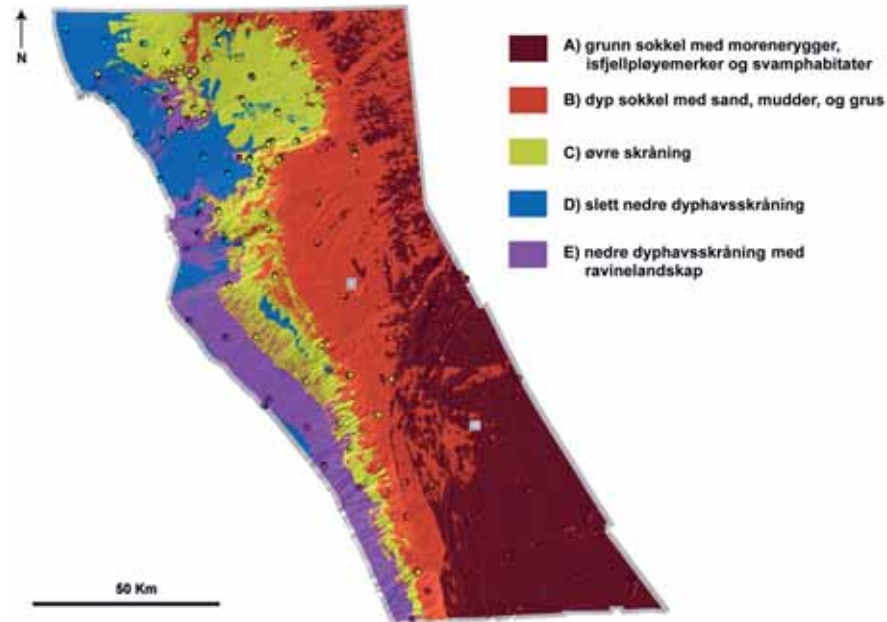 N
A) grunn sokkel med morenerygger,
isfjellpløyemerker og svamphabitater
B) dyp sokkel med sand, mudder, og grus
C) øvre skråning
D) slett nedre dyphavsskråning
E) nedre dyphavsskråning med
ravinelandskap
50 Km